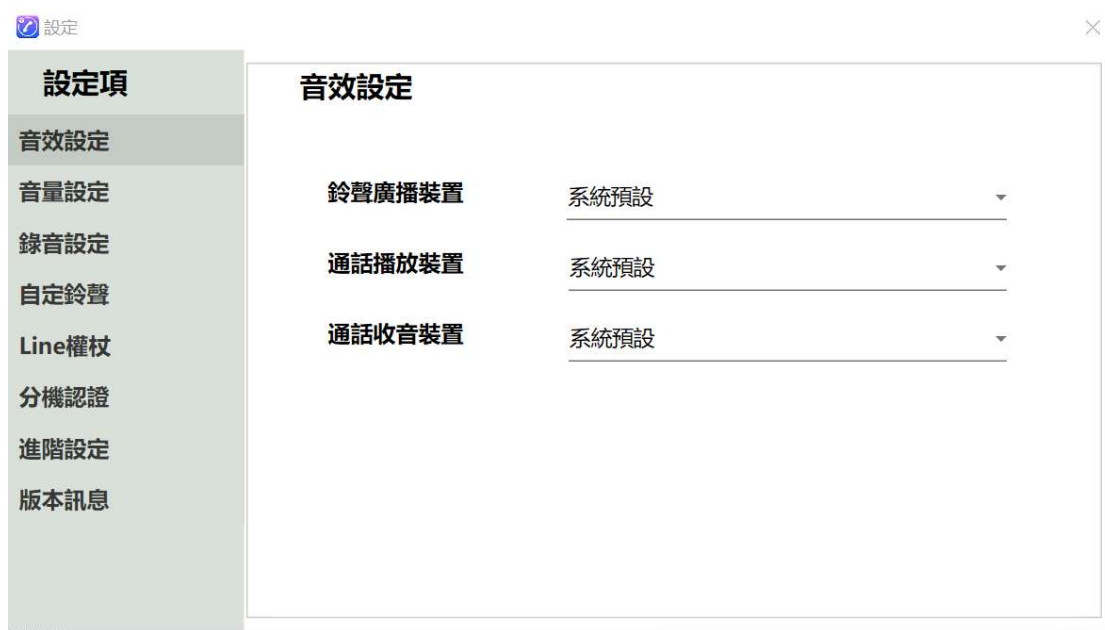 設定
設定項
音效設定
音量設定
錄音設定
自定鈴聲
Line權杖
分機認證
進階設定
版本訊息
音效設定
鈴聲廣播裝置 系統預設
通話播放裝置 系統預設
通話收音裝置 系統預設